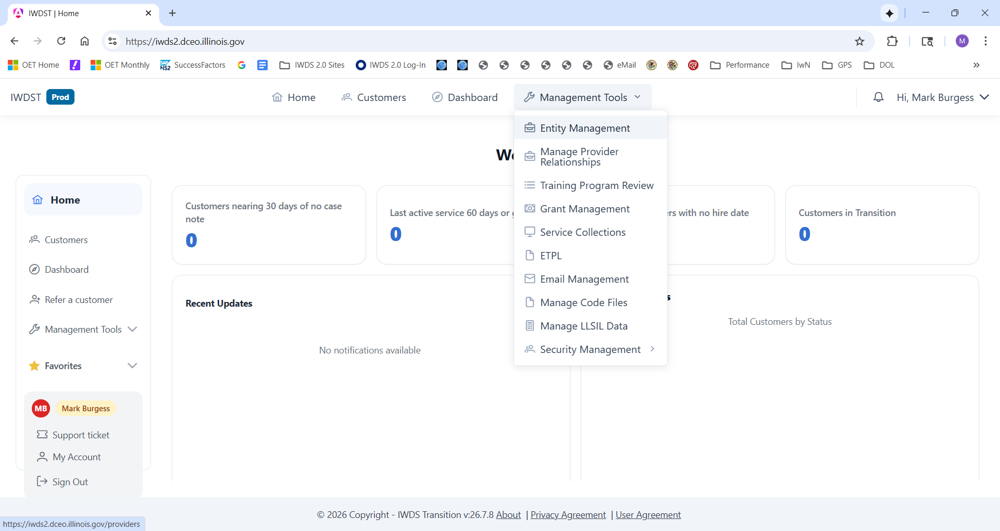 IWDST | Home
https://iwds2.dceo.illinois.gov
M
OET Home
OET Monthly
SAP NS2
SuccessFactors
IWDS 2.0 Sites
IWDS 2.0 Log-In
eMail
Performance
IwN
GPS
DOL
IWDST Prod
Home
Customers
Dashboard
Management Tools
Hi, Mark Burgess
Entity Management
Manage Provider
Relationships
Training Program Review
Grant Management
Service Collections
ETPL
Email Management
Manage Code Files
Manage LLSIL Data
Security Management
Home
Customers
Dashboard
Refer a customer
Management Tools
Favorites
MB
Mark Burgess
Support ticket
My Account
Sign Out
Customers nearing 30 days of no case
note
0
Last active service 60 days or
0
with no hire date
Customers in Transition
0
Recent Updates
No notifications available
Total Customers by Status
© 2026 Copyright - IWDS Transition v:26.7.8 About | Privacy Agreement | User Agreement
https://iwds2.dceo.illinois.gov/providers